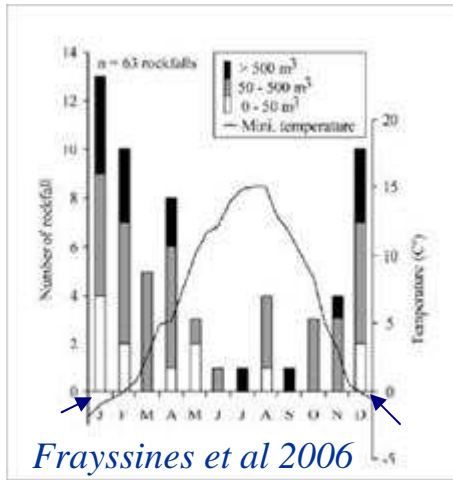 14
n = 63 rockfalls
> 500 m³
50 - 500 m³
0 - 50 m³
Mini. temperature
12
10
8
6
4
2
0
Number of rockfall
20
15
10
5
0
-5
Temperature (C°)
J F M A M J J A S O N D
Frayssines et al 2006